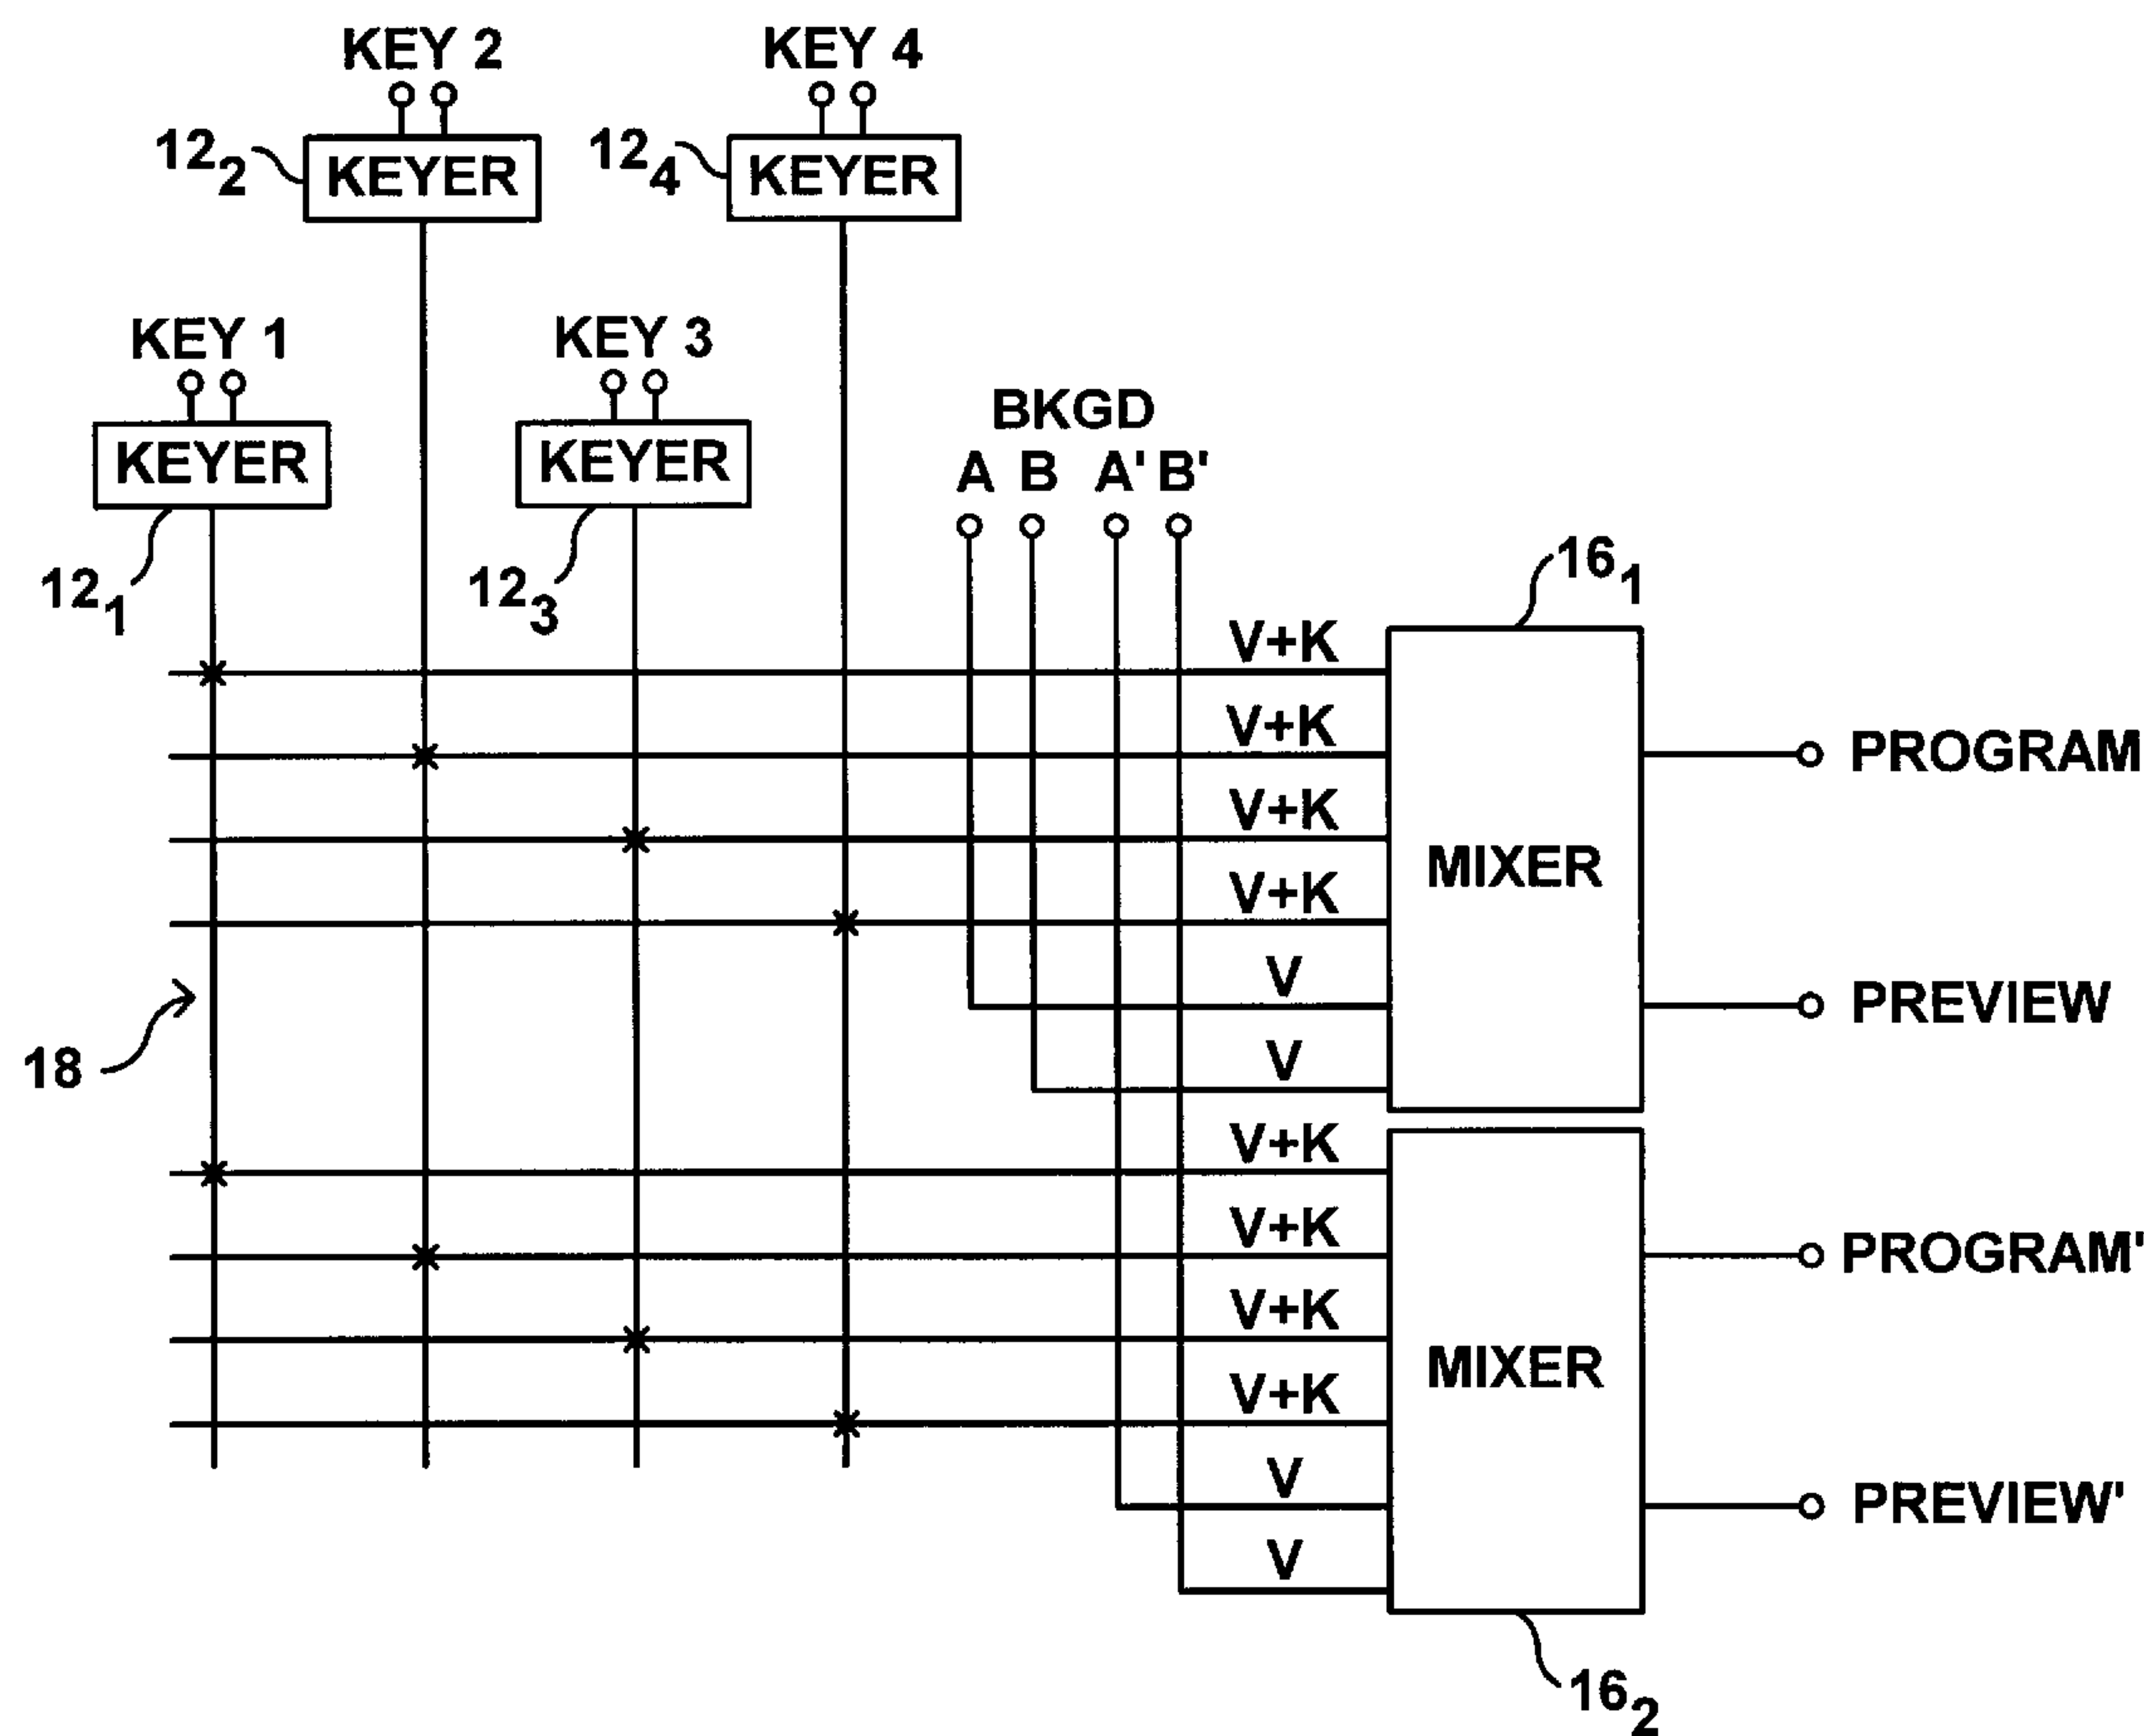 KEY 2
KEY 4
12₂
KEYER
12₄
KEYER
KEY 1
KEY 3
KEYER
KEYER
12₁
12₃
BKGD
A B A' B'
16₁
V+K
V+K
V+K
V+K
V
V
MIXER
PROGRAM
PREVIEW
18
V+K
V+K
V+K
V+K
V
V
MIXER
PROGRAM'
PREVIEW'
16₂